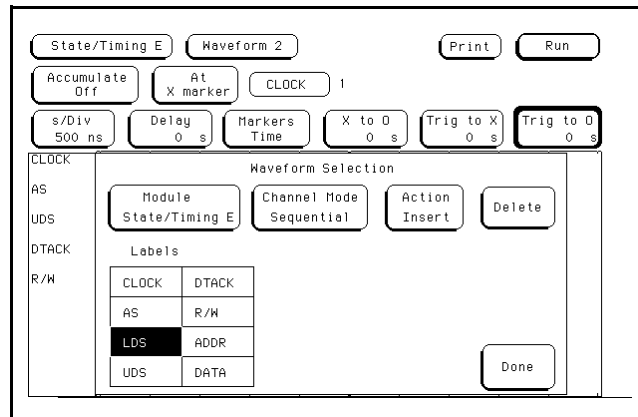 State/Timing E Waveform 2 Print Run
Accumulate Off At X marker CLOCK 1
s/Div 500 ns Delay 0 s Markers Time X to O 0 s Trig to X 0 s Trig to O 0 s
CLOCK
AS
UDS
DTACK
R/W
Waveform Selection
Module State/Timing E Channel Mode Sequential Action Insert Delete
Labels
CLOCK DTACK
AS R/W
LDS ADDR
UDS DATA
Done